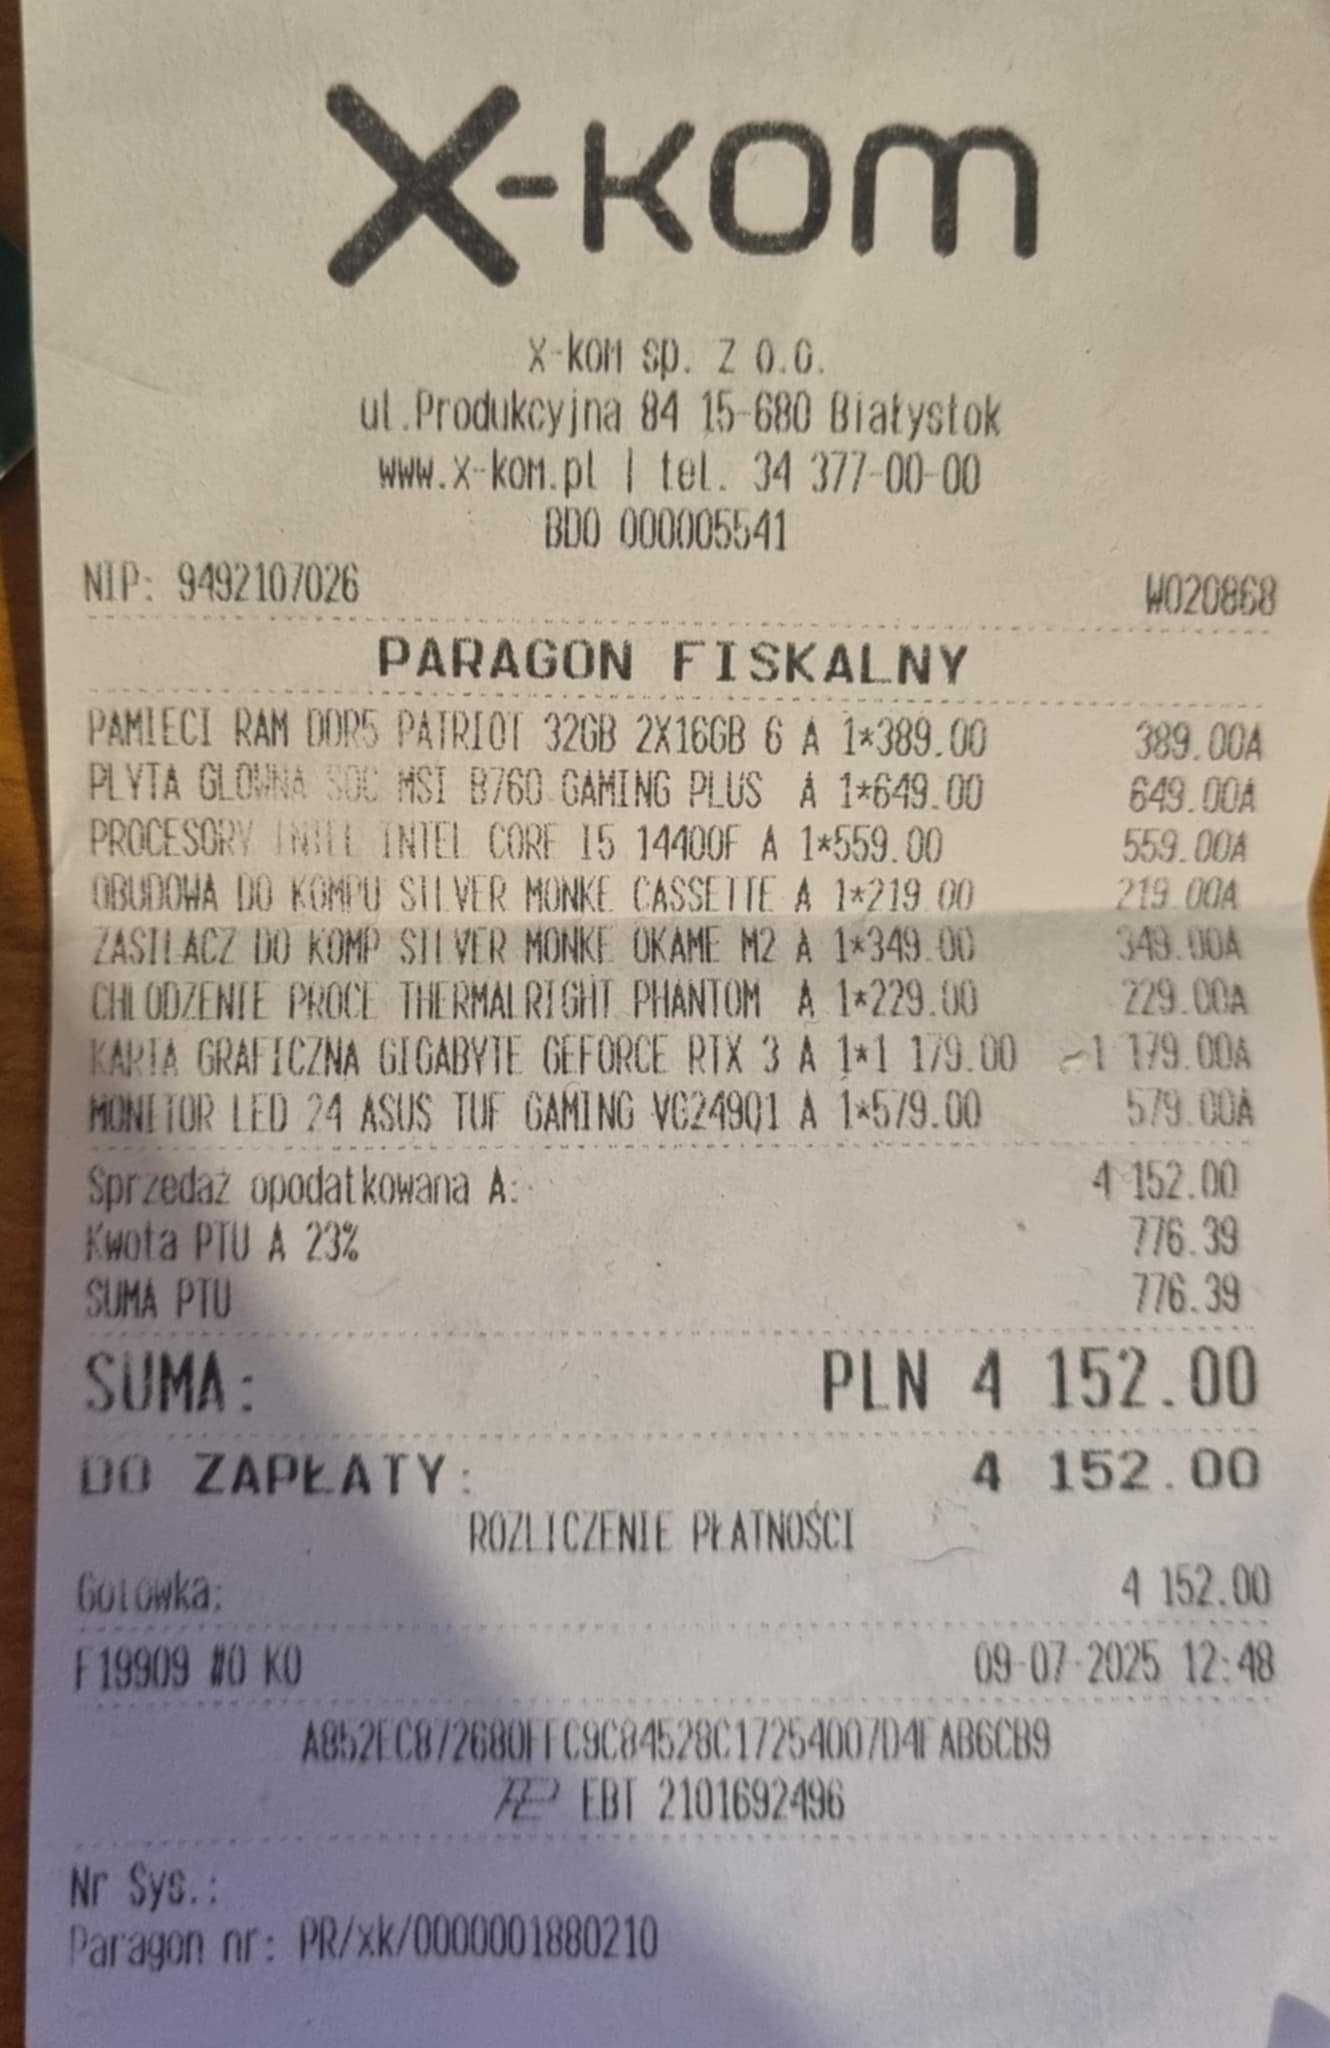 x-kom
x-kom sp. z o.o.
ul.Produkcyjna 84 15-680 Białystok
www.x-kom.pl | tel. 34 377-00-00
BDO 000005541
NIP: 9492107026 W020868
PARAGON FISKALNY
PAMIECI RAM DDR5 PATRIOT 32GB 2X16GB 6 A 1*389.00 389.00A
PLYTA GLOWNA SOC MSI B760 GAMING PLUS A 1*649.00 649.00A
PROCESORY INTEL INTEL CORE I5 14400F A 1*559.00 559.00A
OBUDOWA DO KOMPU SILVER MONKE CASSETTE A 1*219.00 219.00A
ZASILACZ DO KOMP SILVER MONKE OKAME M2 A 1*349.00 349.00A
CHLODZENIE PROCE THERMALRIGHT PHANTOM A 1*229.00 229.00A
KARTA GRAFICZNA GIGABYTE GEFORCE RTX 3 A 1*1 179.00 1 179.00A
MONITOR LED 24 ASUS TUF GAMING VG249Q1 A 1*579.00 579.00A
Sprzedaż opodatkowana A: 4 152.00
Kwota PTU A 23% 776.39
SUMA PTU 776.39
SUMA: PLN 4 152.00
DO ZAPŁATY: 4 152.00
ROZLICZENIE PŁATNOŚCI
Gotówka: 4 152.00
F19909 #0 K0 09-07-2025 12:48
A852EC872680FFC9C84528C17254007D4FAB6CB9
EBT 2101692496
Nr Sys.:
Paragon nr: PR/xk/0000001880210